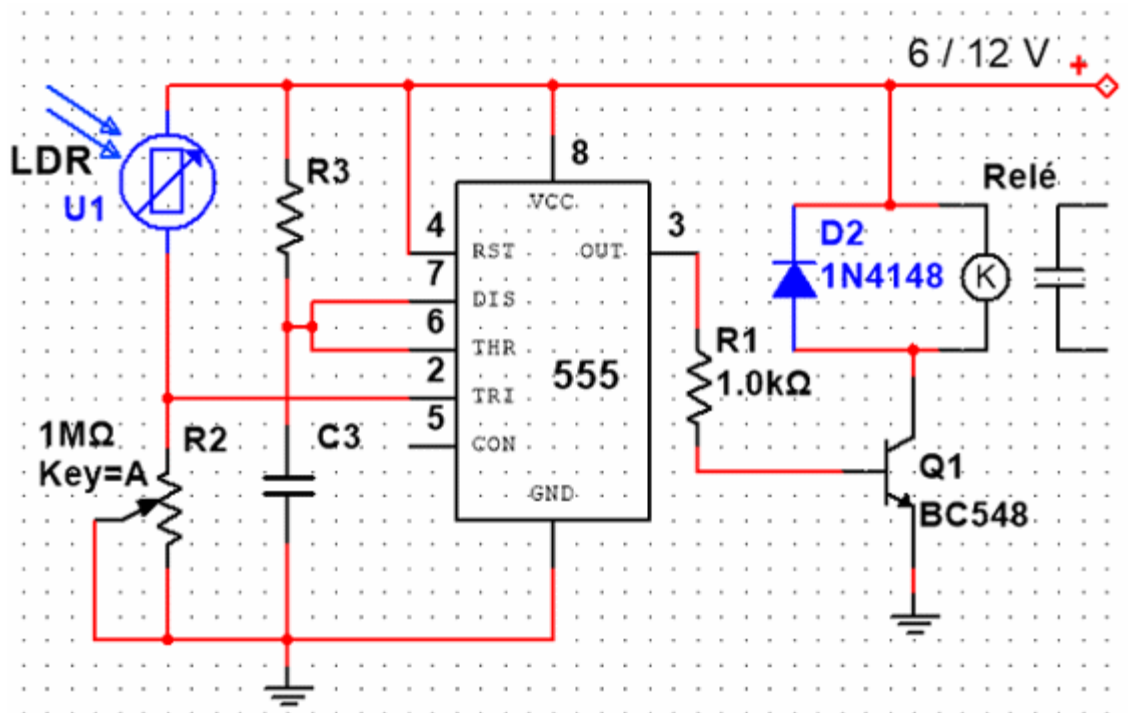 6 / 12 V +
LDR
U1
R3
8
VCC
Relé
4
RST
OUT
3
D2
1N4148
K
7
DIS
6
THR
R1
1.0kΩ
2
TRI
555
5
CON
1MΩ
Key=A
R2
C3
GND
Q1
BC548